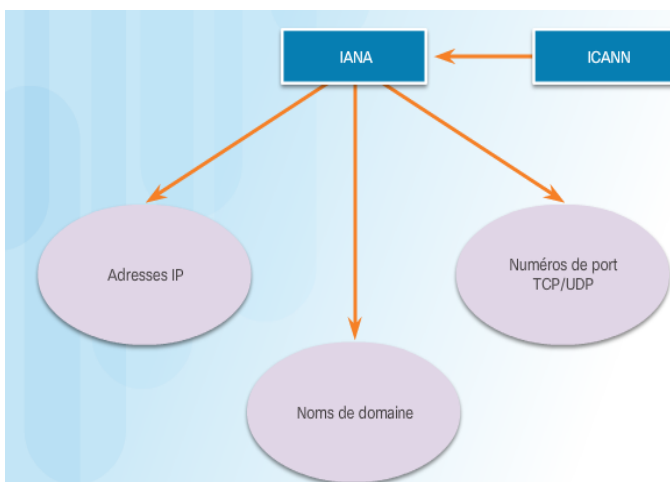 IANA
ICANN
Adresses IP
Numéros de port
TCP/UDP
Noms de domaine